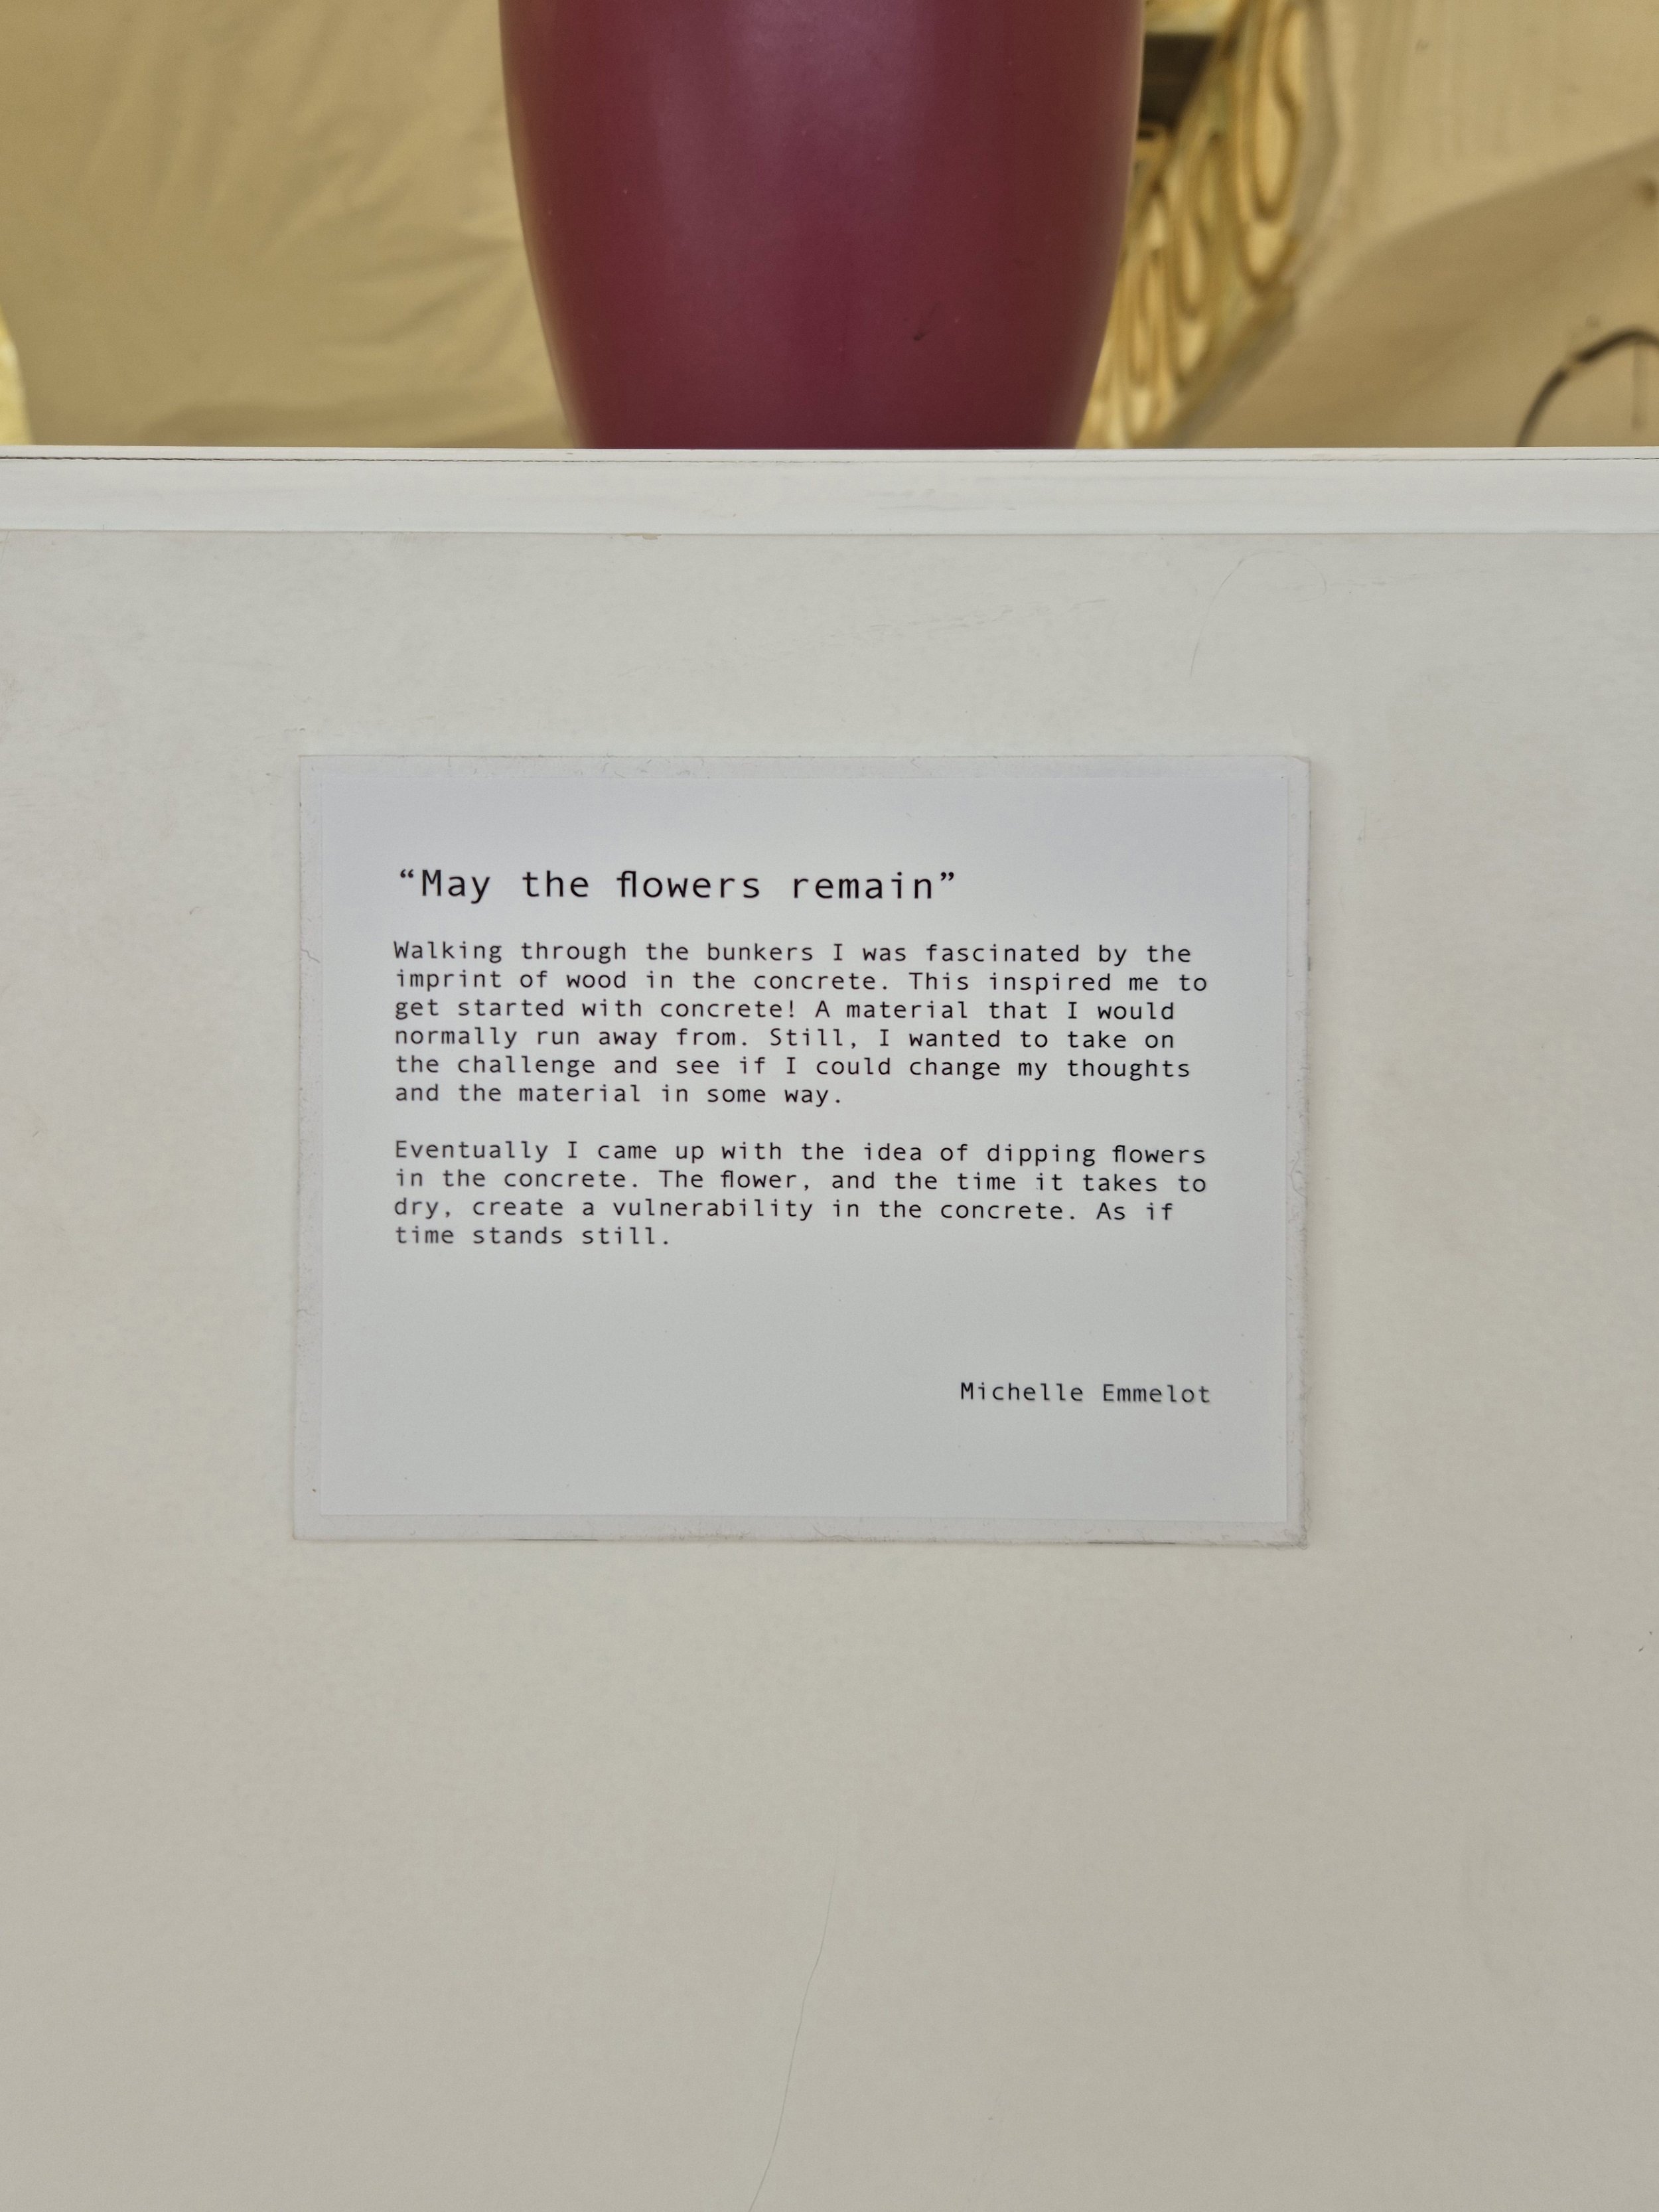 “May the flowers remain”
Walking through the bunkers I was fascinated by the
imprint of wood in the concrete. This inspired me to
get started with concrete! A material that I would
normally run away from. Still, I wanted to take on
the challenge and see if I could change my thoughts
and the material in some way.
Eventually I came up with the idea of dipping flowers
in the concrete. The flower, and the time it takes to
dry, create a vulnerability in the concrete. As if
time stands still.
Michelle Emmelot